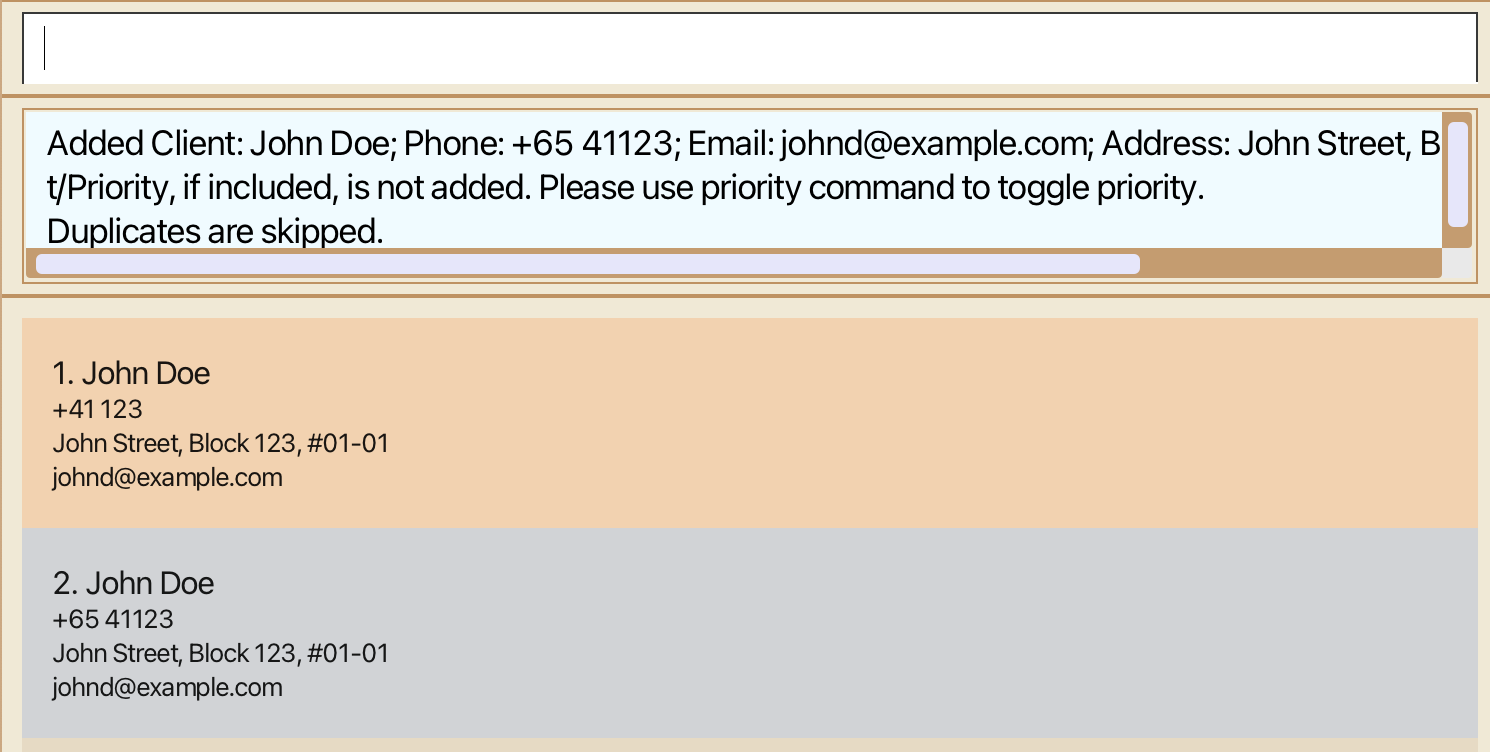 Added Client: John Doe; Phone: +65 41123; Email: johnd@example.com; Address: John Street, B
t/Priority, if included, is not added. Please use priority command to toggle priority.
Duplicates are skipped.
1. John Doe
+41 123
John Street, Block 123, #01-01
johnd@example.com
2. John Doe
+65 41123
John Street, Block 123, #01-01
johnd@example.com